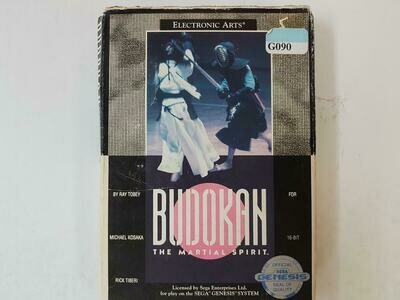 ELECTRONIC ARTS®
G090
BY RAY TOBEY
FOR
BUDOKAN
MICHAEL KOSAKA
16-BIT
THE MARTIAL SPIRIT.
OFFICIAL
SEGA
GENESIS
SEAL OF
QUALITY
RICK TIBERI
Licensed by Sega Enterprises Ltd.
for play on the SEGA® GENESIS™ SYSTEM